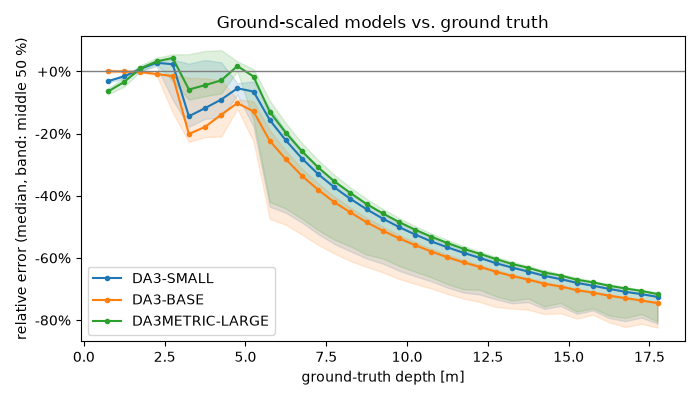 Ground-scaled models vs. ground truth
relative error (median, band: middle 50 %)
+0%
-20%
-40%
-60%
-80%
DA3-SMALL
DA3-BASE
DA3METRIC-LARGE
0.0 2.5 5.0 7.5 10.0 12.5 15.0 17.5
ground-truth depth [m]